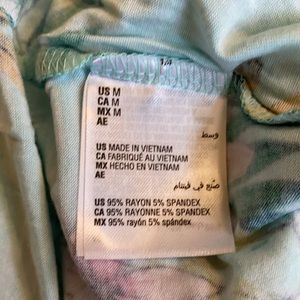 US M
CA M
MX M
AE
وسط
US MADE IN VIETNAM
CA FABRIQUÉ AU VIETNAM
MX HECHO EN VIETNAM
AE
صنع في فيتنام
US 95% RAYON 5% SPANDEX
CA 95% RAYONNE 5% SPANDEX
MX 95% rayón 5% spándex